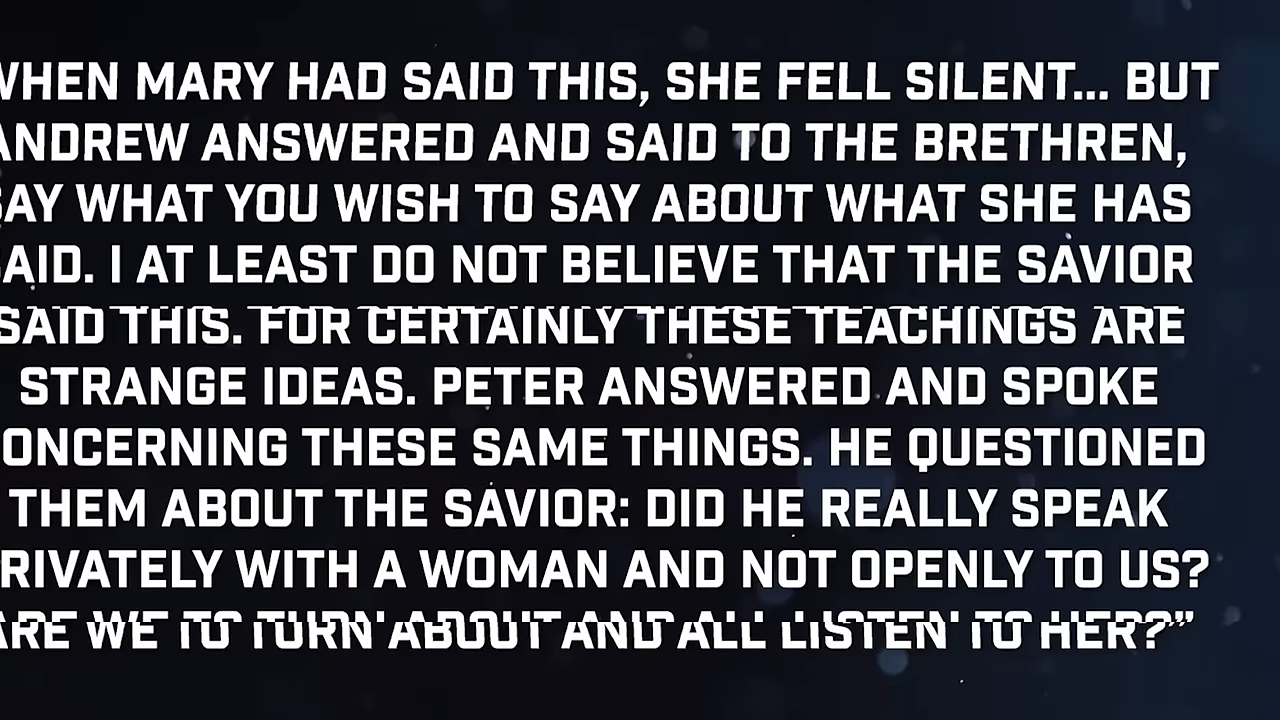 WHEN MARY HAD SAID THIS, SHE FELL SILENT... BUT
ANDREW ANSWERED AND SAID TO THE BRETHREN,
SAY WHAT YOU WISH TO SAY ABOUT WHAT SHE HAS
SAID. I AT LEAST DO NOT BELIEVE THAT THE SAVIOR
SAID THIS. FOR CERTAINLY THESE TEACHINGS ARE
STRANGE IDEAS. PETER ANSWERED AND SPOKE
ONCERNING THESE SAME THINGS. HE QUESTIONED
THEM ABOUT THE SAVIOR: DID HE REALLY SPEAK
RIVATELY WITH A WOMAN AND NOT OPENLY TO US?
ARE WE TO TURN ABOUT AND ALL LISTEN TO HER?”